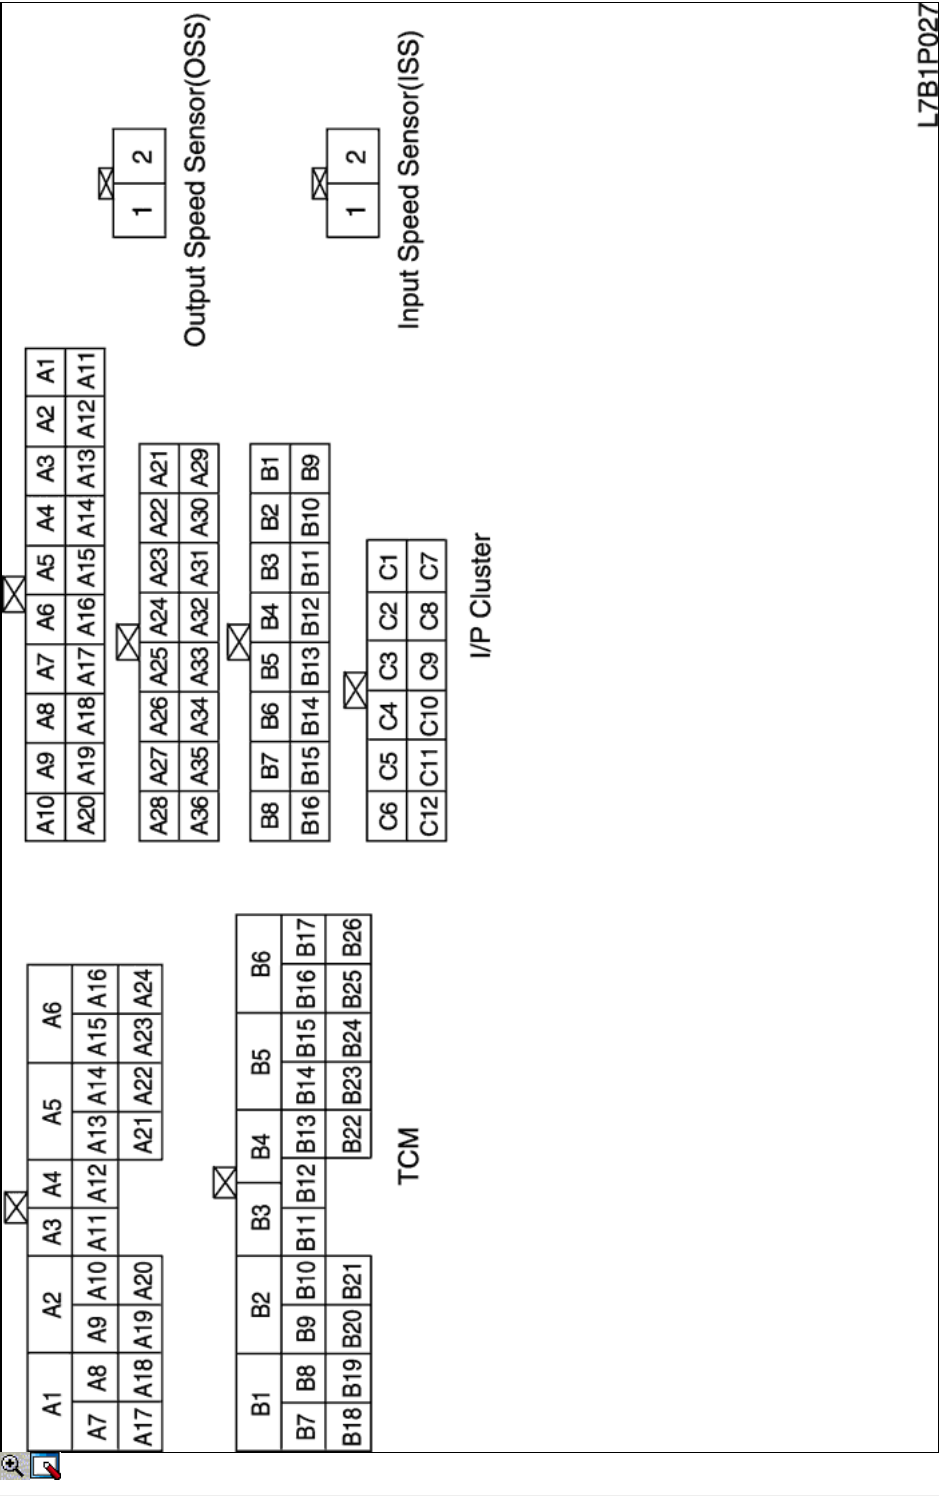 A1 A2 A3 A4 A5 A6
A7 A8 A9 A10 A11 A12 A13 A14 A15 A16
A17 A18 A19 A20 A21 A22 A23 A24
B1 B2 B3 B4 B5 B6
B7 B8 B9 B10 B11 B12 B13 B14 B15 B16 B17
B18 B19 B20 B21 B22 B23 B24 B25 B26
TCM
A10 A9 A8 A7 A6 A5 A4 A3 A2 A1
A20 A19 A18 A17 A16 A15 A14 A13 A12 A11
A28 A27 A26 A25 A24 A23 A22 A21
A36 A35 A34 A33 A32 A31 A30 A29
B8 B7 B6 B5 B4 B3 B2 B1
B16 B15 B14 B13 B12 B11 B10 B9
C6 C5 C4 C3 C2 C1
C12 C11 C10 C9 C8 C7
I/P Cluster
1 2
Output Speed Sensor(OSS)
1 2
Input Speed Sensor(ISS)
L7B1P027